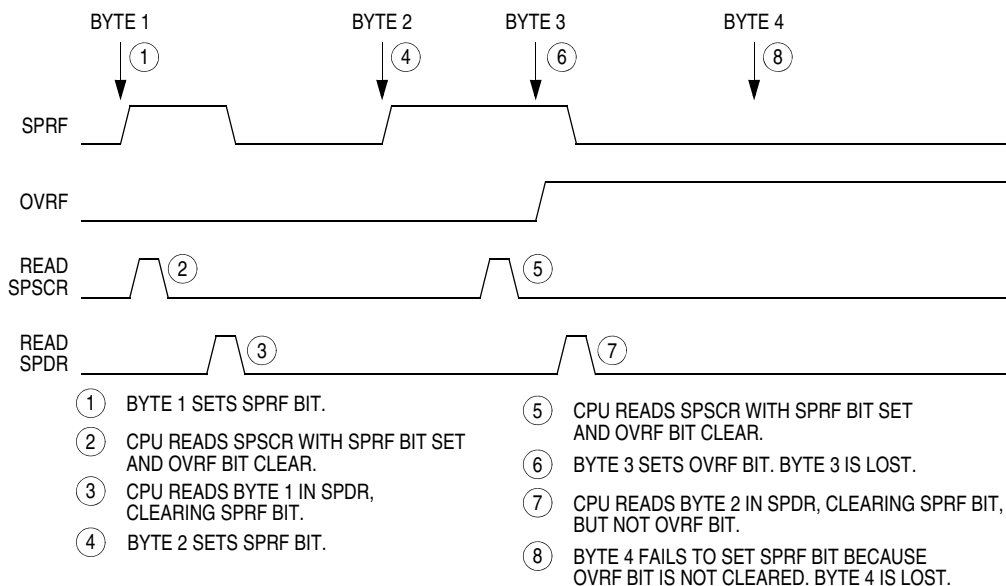 BYTE 1 BYTE 2 BYTE 3 BYTE 4
1 4 6 8
SPRF
OVRF
READ
SPSCR
2 5
READ
SPDR
3 7
1 BYTE 1 SETS SPRF BIT.
2 CPU READS SPSCR WITH SPRF BIT SET
AND OVRF BIT CLEAR.
3 CPU READS BYTE 1 IN SPDR,
CLEARING SPRF BIT.
4 BYTE 2 SETS SPRF BIT.
5 CPU READS SPSCR WITH SPRF BIT SET
AND OVRF BIT CLEAR.
6 BYTE 3 SETS OVRF BIT. BYTE 3 IS LOST.
7 CPU READS BYTE 2 IN SPDR, CLEARING SPRF BIT,
BUT NOT OVRF BIT.
8 BYTE 4 FAILS TO SET SPRF BIT BECAUSE
OVRF BIT IS NOT CLEARED. BYTE 4 IS LOST.